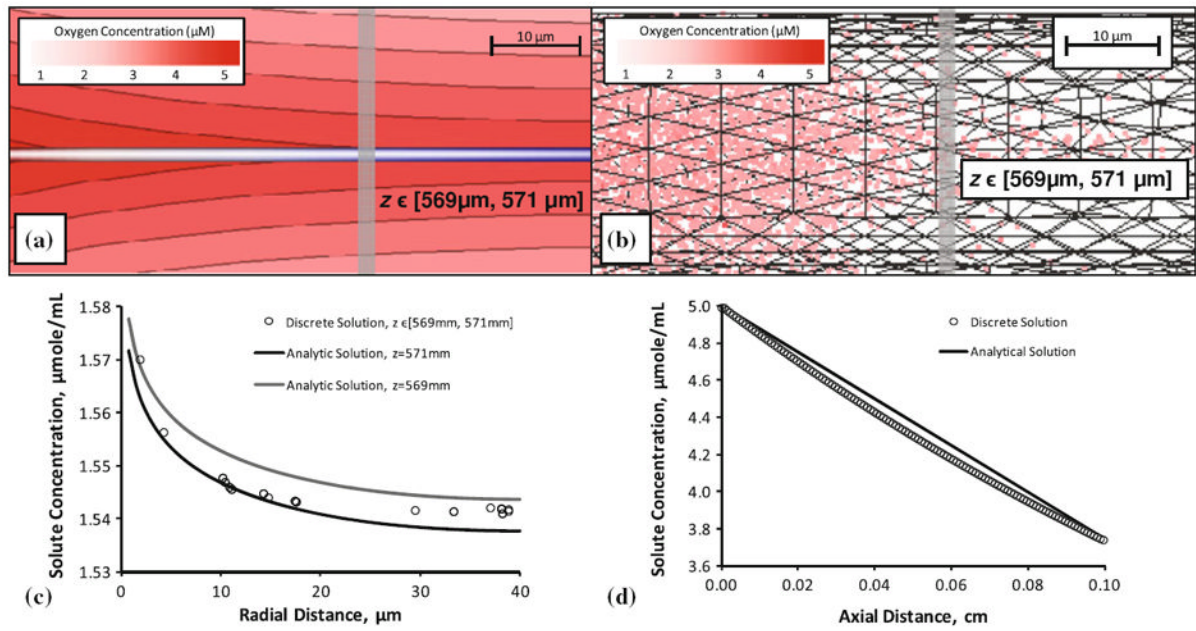 Oxygen Concentration (μM)
1 2 3 4 5
10 μm
z ϵ [569μm, 571 μm]
(a)
Oxygen Concentration (μM)
1 2 3 4 5
10 μm
z ϵ [569μm, 571 μm]
(b)
Solute Concentration, μmole/mL
1.58
1.57
1.56
1.55
1.54
1.53
0 10 20 30 40
Radial Distance, μm
Discrete Solution, z ϵ[569mm, 571mm]
Analytic Solution, z=571mm
Analytic Solution, z=569mm
(c)
Solute Concentration, μmole/mL
5.0
4.8
4.6
4.4
4.2
4.0
3.8
3.6
0.00 0.02 0.04 0.06 0.08 0.10
Axial Distance, cm
Discrete Solution
Analytical Solution
(d)